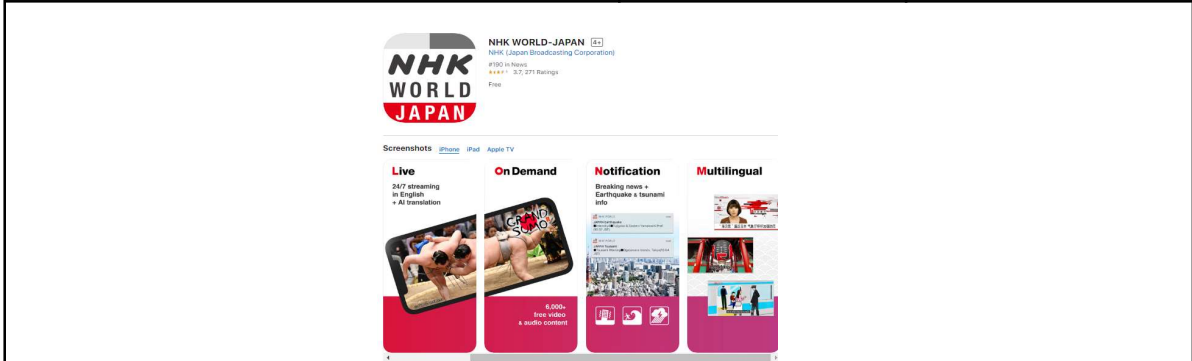 NHK WORLD-JAPAN 4+
NHK (Japan Broadcasting Corporation)
#190 in News
3.7, 271 Ratings
Free
NHK
WORLD
JAPAN
Screenshots iPhone iPad Apple TV
Live
24/7 streaming
in English
+ AI translation
On Demand
GRAND
SUMO
6,000+
free video
& audio content
Notification
Breaking news +
Earthquake & tsunami
info
Multilingual